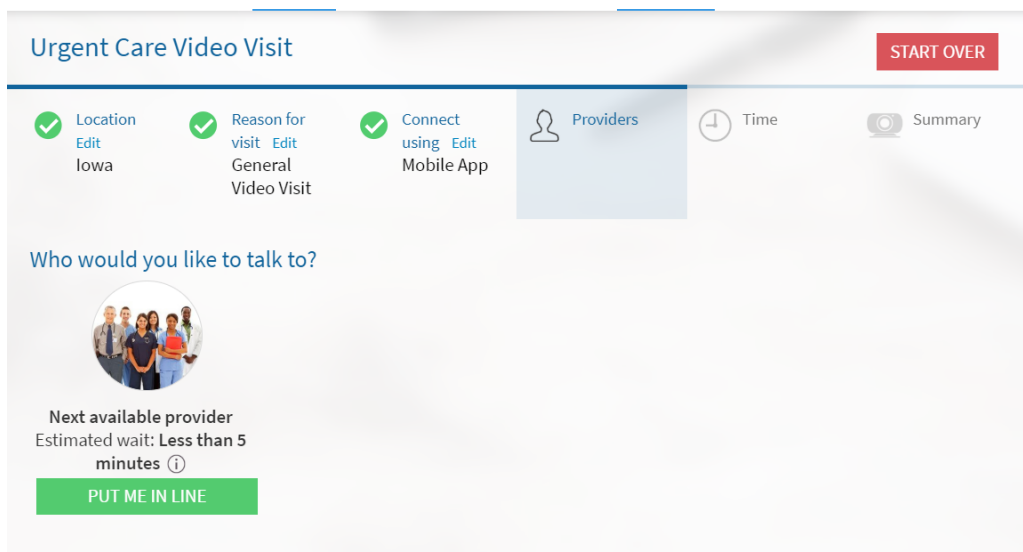 Urgent Care Video Visit
START OVER
Location
Edit
Iowa
Reason for
visit Edit
General
Video Visit
Connect
using Edit
Mobile App
Providers
Time
Summary
Who would you like to talk to?
Next available provider
Estimated wait: Less than 5
minutes
PUT ME IN LINE